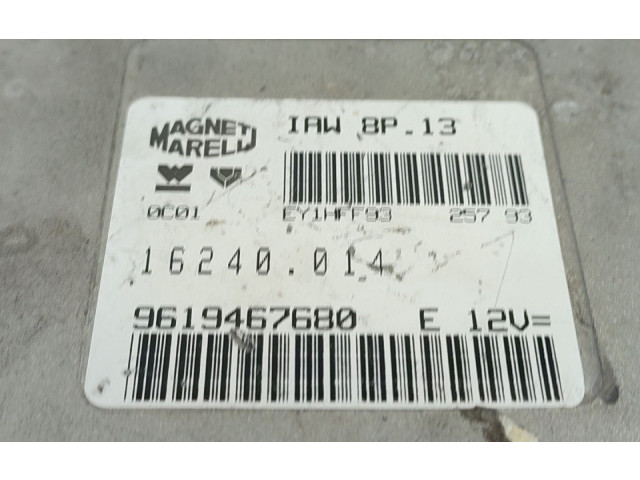 MAGNETI
MARELLI
IAW 8P.13
0C01
EY1HFF93 257 93
16240.014
9619467680 E 12V=